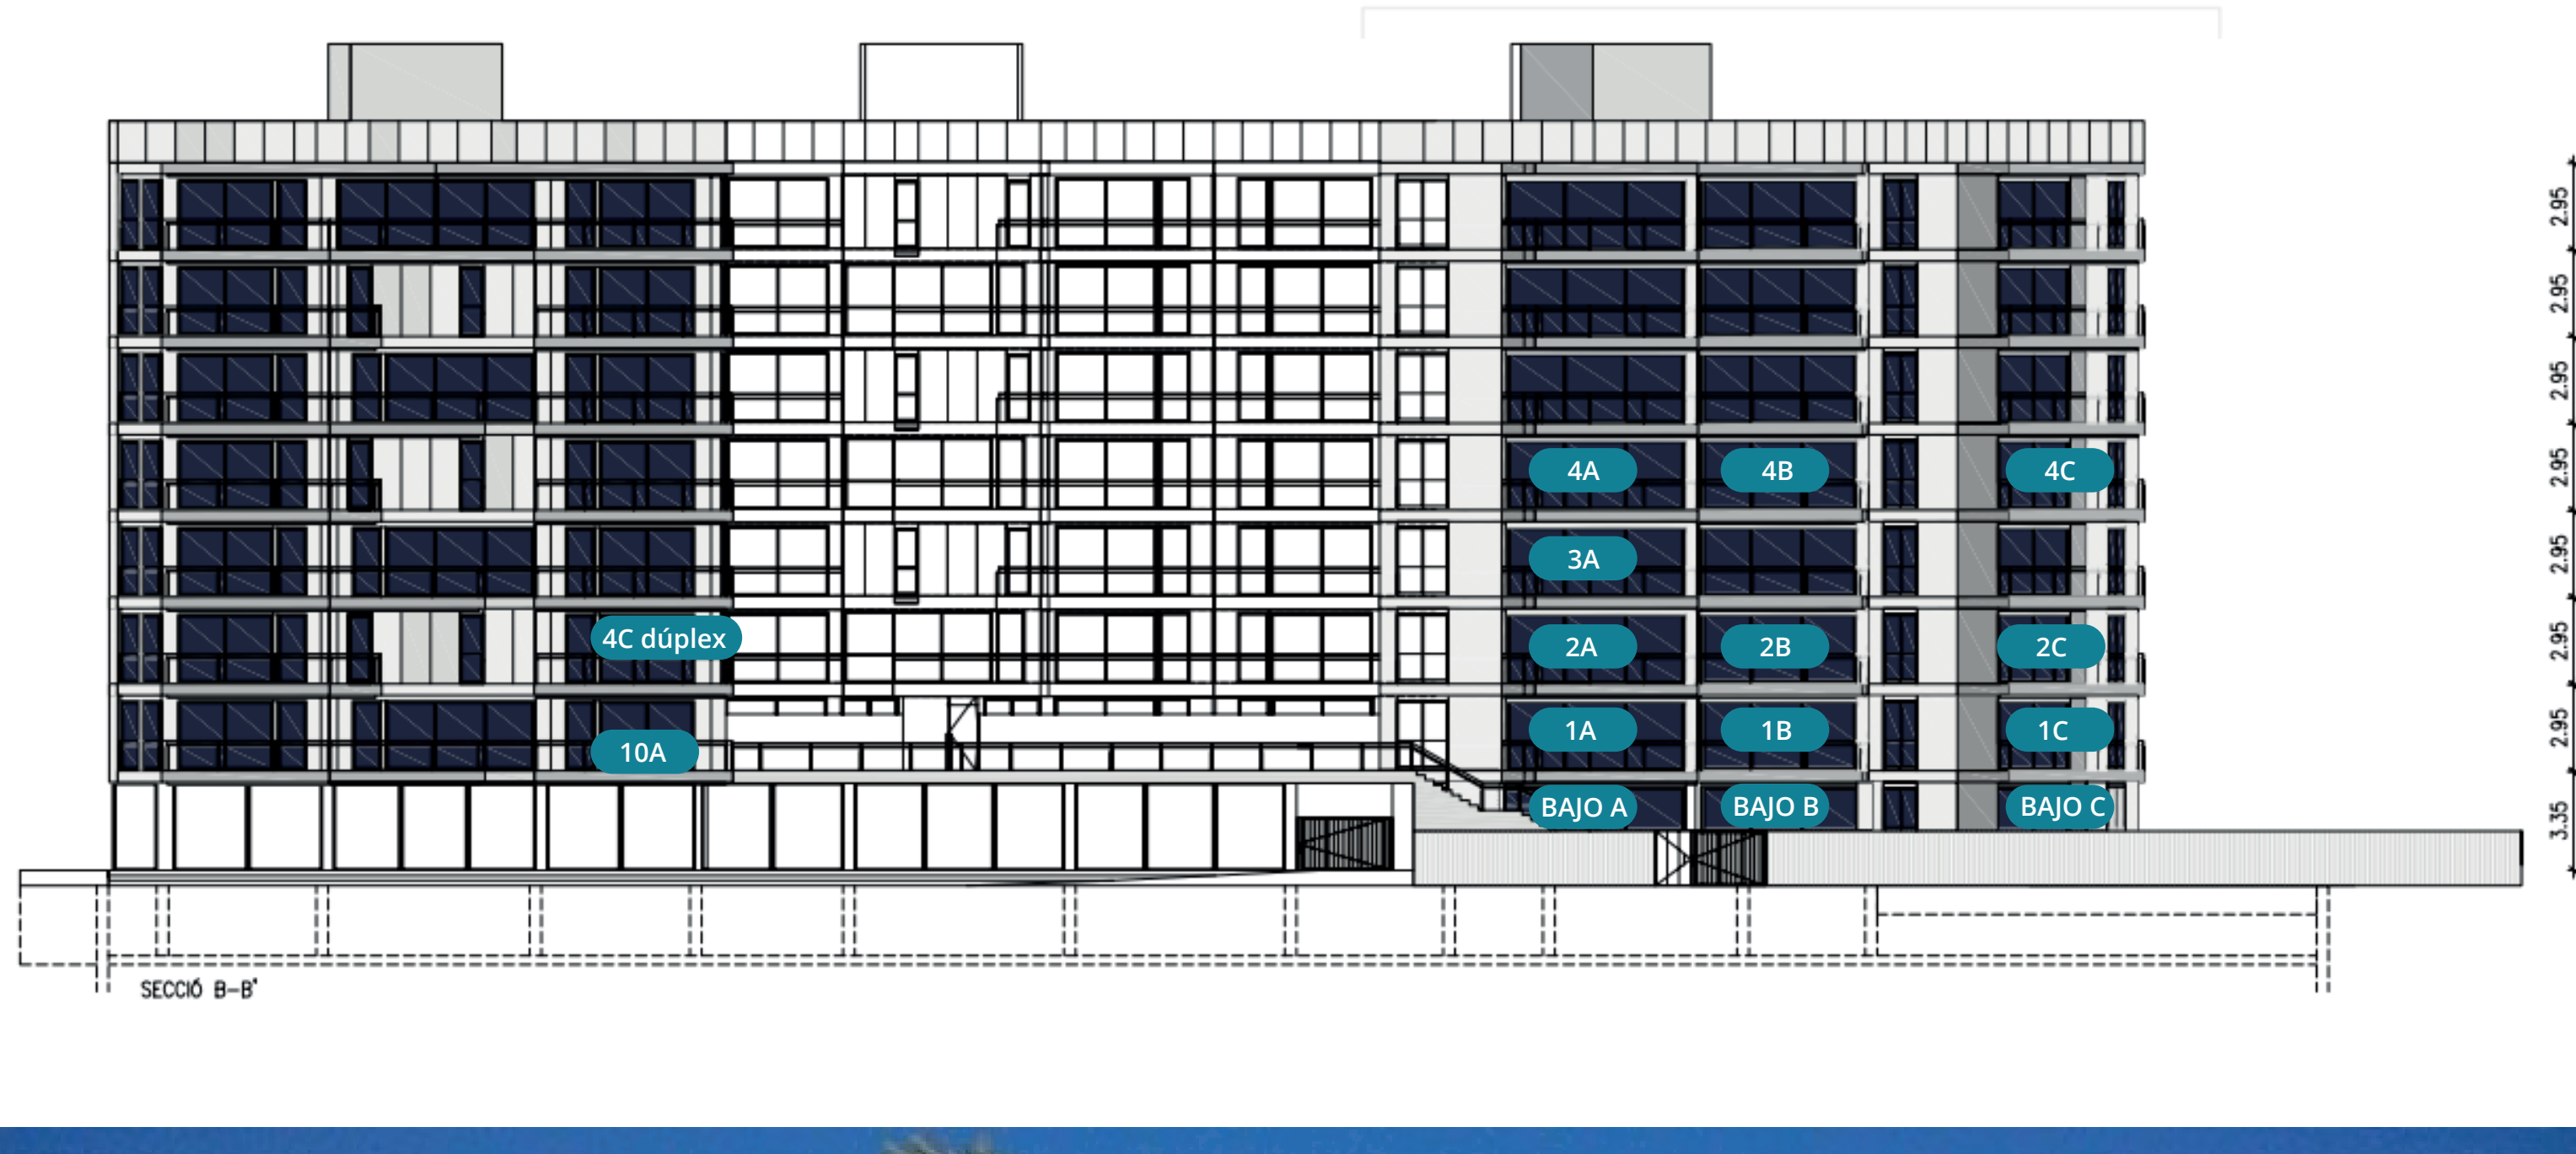 2.95
2.95
2.95
4A 4B 4C 2.95
3A 2.95
4C dúplex 2A 2B 2C 2.95
10A 1A 1B 1C 2.95
BAJO A BAJO B BAJO C 3.35
SECCIÓ B-B'